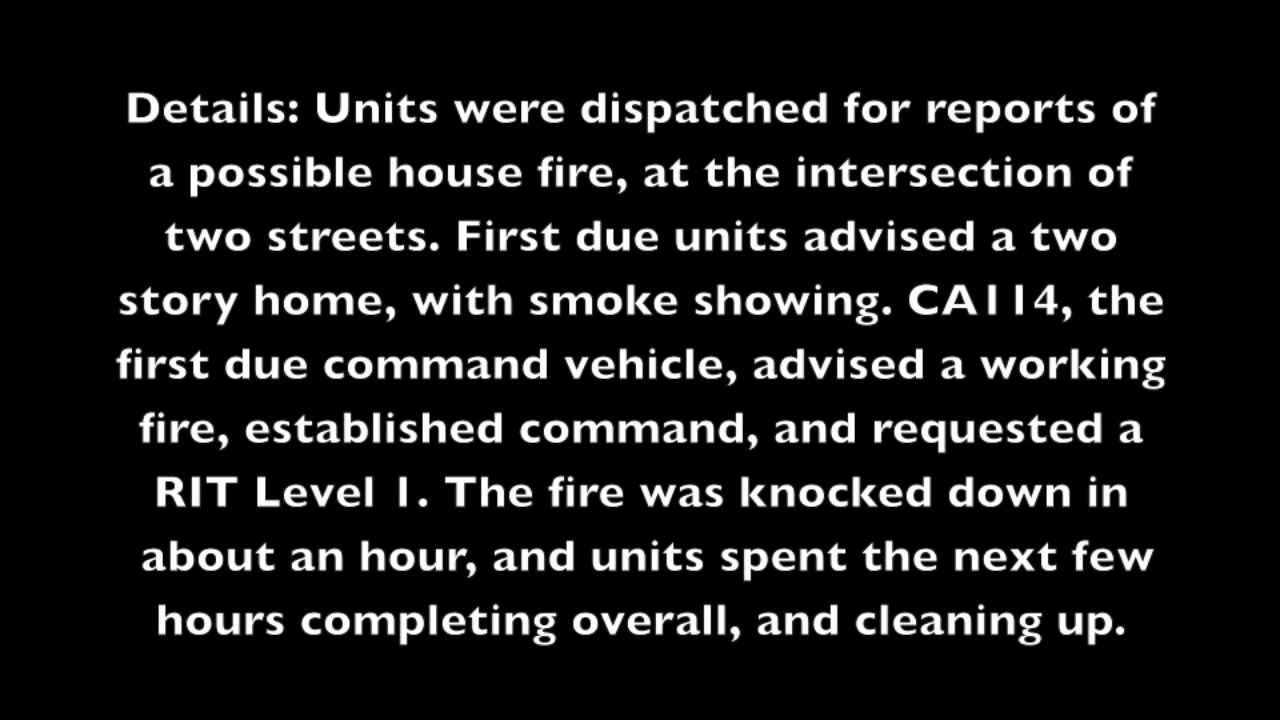 Details: Units were dispatched for reports of
a possible house fire, at the intersection of
two streets. First due units advised a two
story home, with smoke showing. CA114, the
first due command vehicle, advised a working
fire, established command, and requested a
RIT Level 1. The fire was knocked down in
about an hour, and units spent the next few
hours completing overall, and cleaning up.